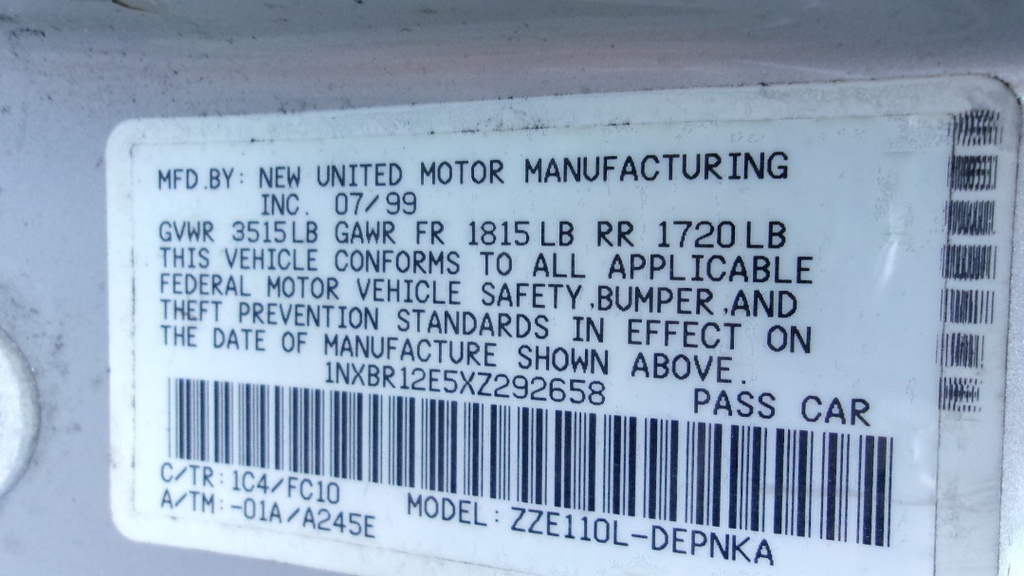 MFD.BY: NEW UNITED MOTOR MANUFACTURING
INC. 07/99
GVWR 3515LB GAWR FR 1815LB RR 1720LB
THIS VEHICLE CONFORMS TO ALL APPLICABLE
FEDERAL MOTOR VEHICLE SAFETY,BUMPER,AND
THEFT PREVENTION STANDARDS IN EFFECT ON
THE DATE OF MANUFACTURE SHOWN ABOVE.
1NXBR12E5XZ292658 PASS CAR
C/TR: 1C4/FC10
A/TM:-01A/A245E MODEL: ZZE110L-DEPNKA